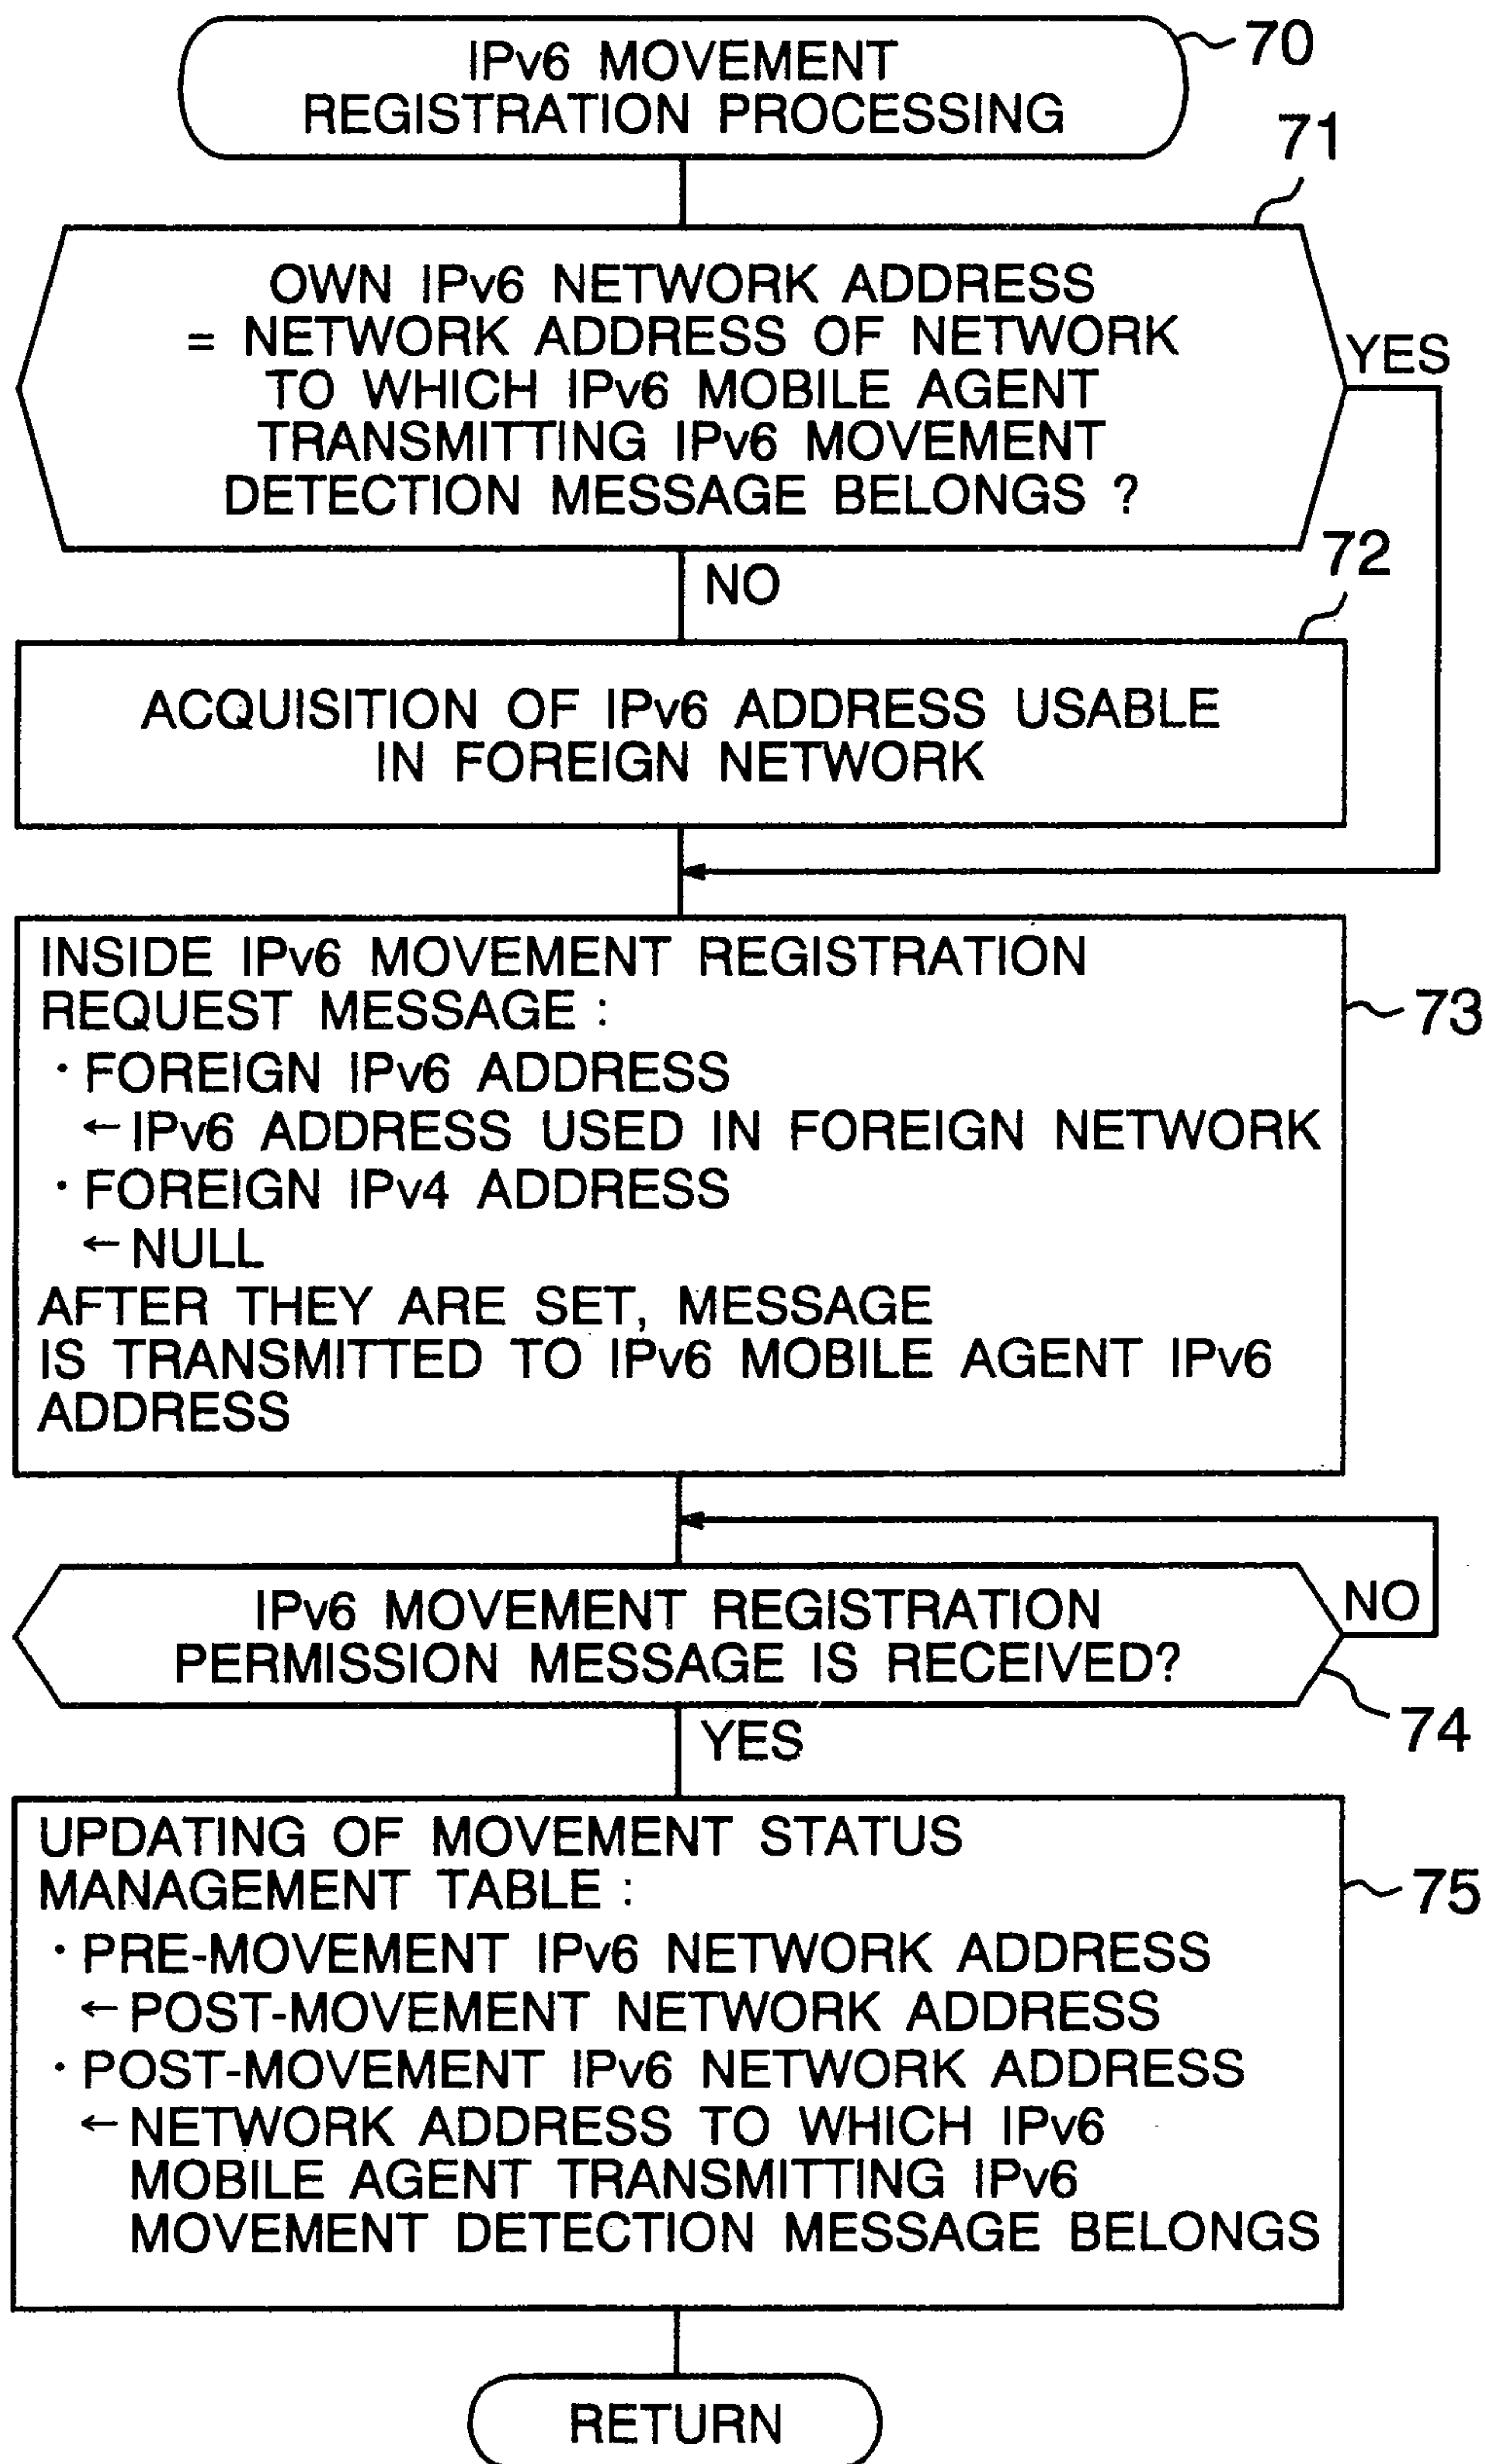 IPv6 MOVEMENT
REGISTRATION PROCESSING
70
71
OWN IPv6 NETWORK ADDRESS
= NETWORK ADDRESS OF NETWORK
TO WHICH IPv6 MOBILE AGENT
TRANSMITTING IPv6 MOVEMENT
DETECTION MESSAGE BELONGS ?
YES
NO
72
ACQUISITION OF IPv6 ADDRESS USABLE
IN FOREIGN NETWORK
INSIDE IPv6 MOVEMENT REGISTRATION
REQUEST MESSAGE :
· FOREIGN IPv6 ADDRESS
← IPv6 ADDRESS USED IN FOREIGN NETWORK
· FOREIGN IPv4 ADDRESS
← NULL
AFTER THEY ARE SET, MESSAGE
IS TRANSMITTED TO IPv6 MOBILE AGENT IPv6
ADDRESS
73
IPv6 MOVEMENT REGISTRATION
PERMISSION MESSAGE IS RECEIVED?
NO
74
YES
UPDATING OF MOVEMENT STATUS
MANAGEMENT TABLE :
· PRE-MOVEMENT IPv6 NETWORK ADDRESS
← POST-MOVEMENT NETWORK ADDRESS
· POST-MOVEMENT IPv6 NETWORK ADDRESS
← NETWORK ADDRESS TO WHICH IPv6
MOBILE AGENT TRANSMITTING IPv6
MOVEMENT DETECTION MESSAGE BELONGS
75
RETURN